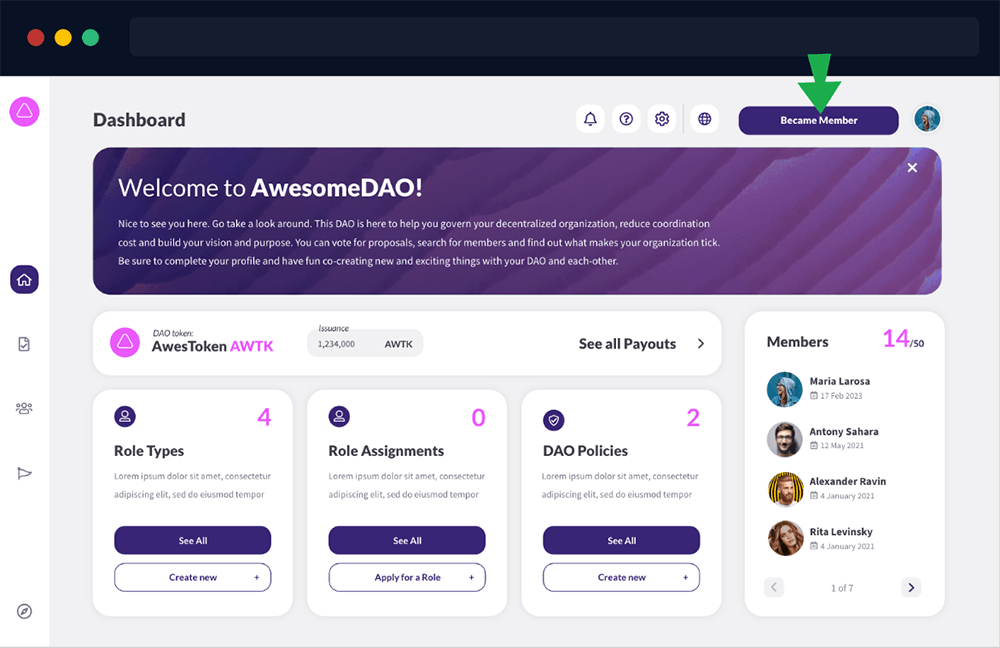 Dashboard
Became Member
Welcome to AwesomeDAO!
Nice to see you here. Go take a look around. This DAO is here to help you govern your decentralized organization, reduce coordination
cost and build your vision and purpose. You can vote for proposals, search for members and find out what makes your organization tick.
Be sure to complete your profile and have fun co-creating new and exciting things with your DAO and each-other.
DAO token:
AwesToken AWTK
Issuance
1,234,000 AWTK
See all Payouts
4
Role Types
Lorem ipsum dolor sit amet, consectetur
adipiscing elit, sed do eiusmod tempor
See All
Create new +
0
Role Assignments
Lorem ipsum dolor sit amet, consectetur
adipiscing elit, sed do eiusmod tempor
See All
Apply for a Role +
2
DAO Policies
Lorem ipsum dolor sit amet, consectetur
adipiscing elit, sed do eiusmod tempor
See All
Create new +
Members 14/50
Maria Larosa
17 Feb 2023
Antony Sahara
12 May 2021
Alexander Ravin
4 January 2021
Rita Levinsky
4 January 2021
1 of 7